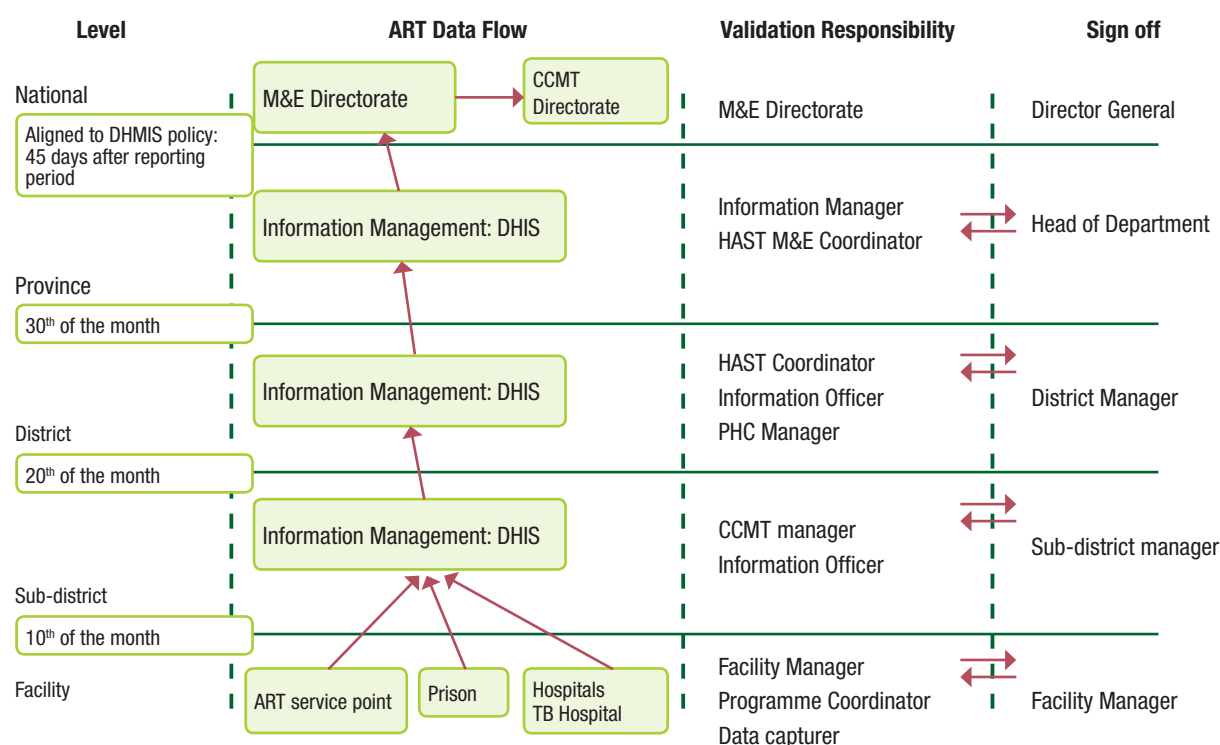 Level
ART Data Flow
Validation Responsibility
Sign off
National
Aligned to DHMIS policy:
45 days after reporting
period
M&E Directorate
CCMT
Directorate
M&E Directorate
Director General
Information Management: DHIS
Information Manager
HAST M&E Coordinator
Head of Department
Province
30th of the month
Information Management: DHIS
HAST Coordinator
Information Officer
PHC Manager
District Manager
District
20th of the month
Information Management: DHIS
CCMT manager
Information Officer
Sub-district manager
Sub-district
10th of the month
Facility
ART service point
Prison
Hospitals
TB Hospital
Facility Manager
Programme Coordinator
Data capturer
Facility Manager